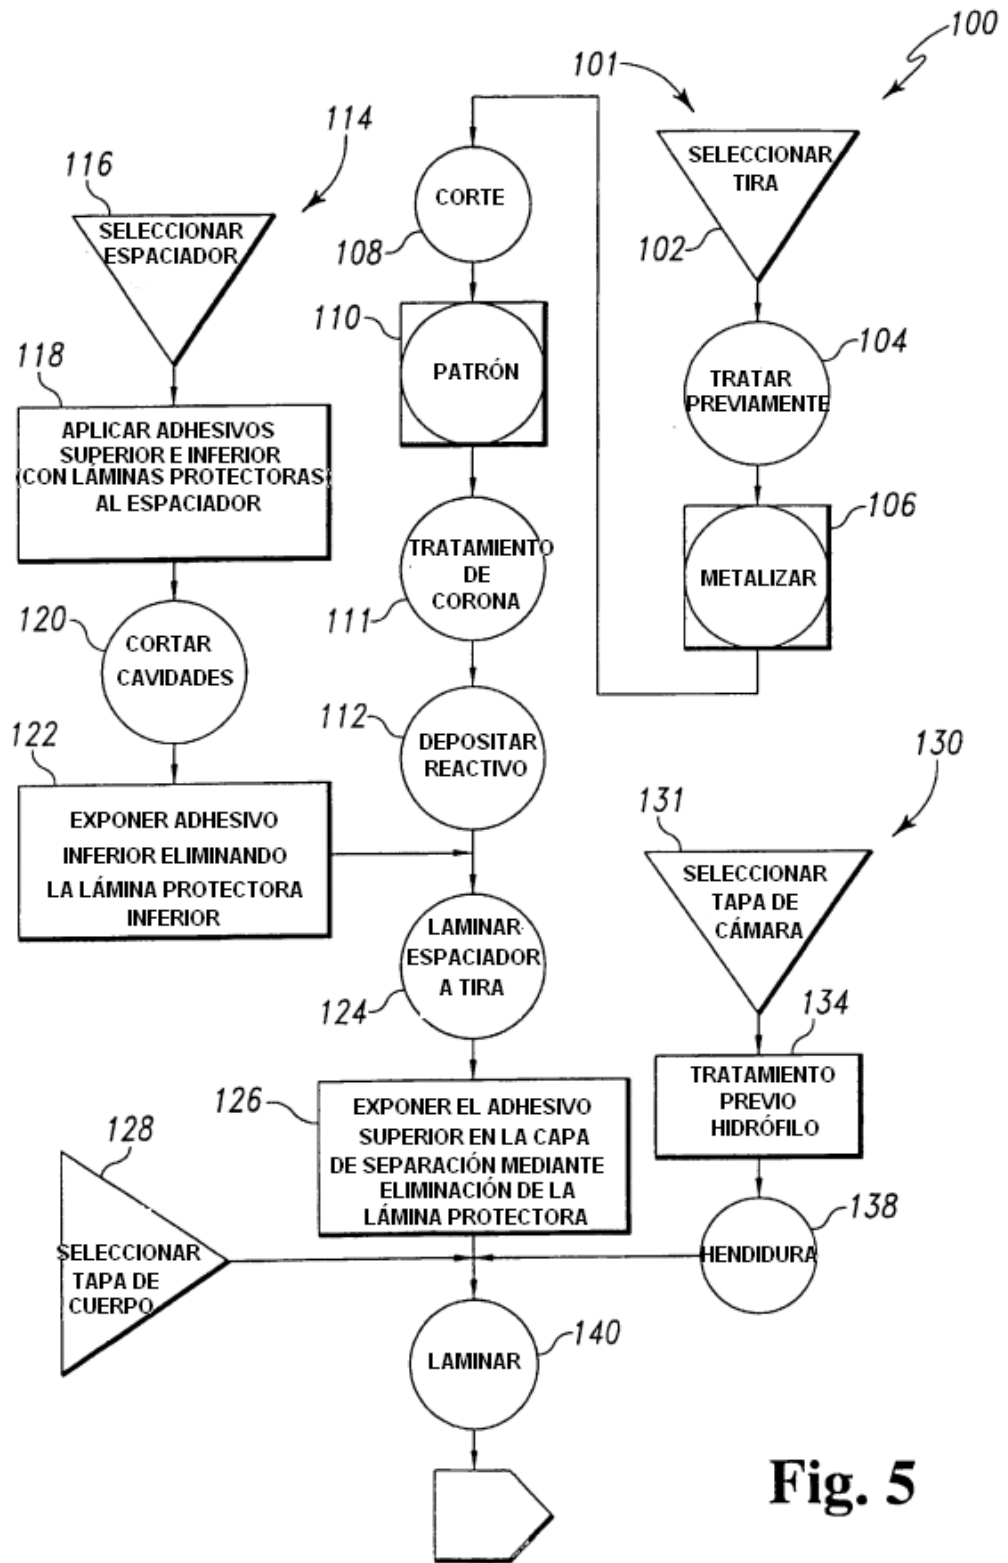 100
101
SELECCIONAR
TIRA
102
104
TRATAR
PREVIAMENTE
106
METALIZAR
CORTE
108
110
PATRÓN
TRATAMIENTO
DE
CORONA
111
112
DEPOSITAR
REACTIVO
114
116
SELECCIONAR
ESPACIADOR
118
APLICAR ADHESIVOS
SUPERIOR E INFERIOR
(CON LÁMINAS PROTECTORAS)
AL ESPACIADOR
120
CORTAR
CAVIDADES
122
EXPONER ADHESIVO
INFERIOR ELIMINANDO
LA LÁMINA PROTECTORA
INFERIOR
LAMINAR
ESPACIADOR
A TIRA
124
126
EXPONER EL ADHESIVO
SUPERIOR EN LA CAPA
DE SEPARACIÓN MEDIANTE
ELIMINACIÓN DE LA
LÁMINA PROTECTORA
128
SELECCIONAR
TAPA DE
CUERPO
130
131
SELECCIONAR
TAPA DE
CÁMARA
134
TRATAMIENTO
PREVIO
HIDRÓFILO
138
HENDIDURA
140
LAMINAR
Fig. 5